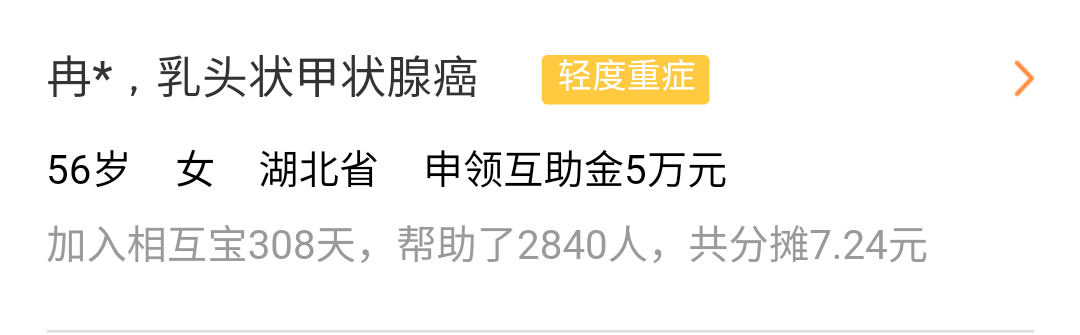 冉*，乳头状甲状腺癌 轻度重症
56岁 女 湖北省 申领互助金5万元
加入相互宝308天，帮助了2840人，共分摊7.24元